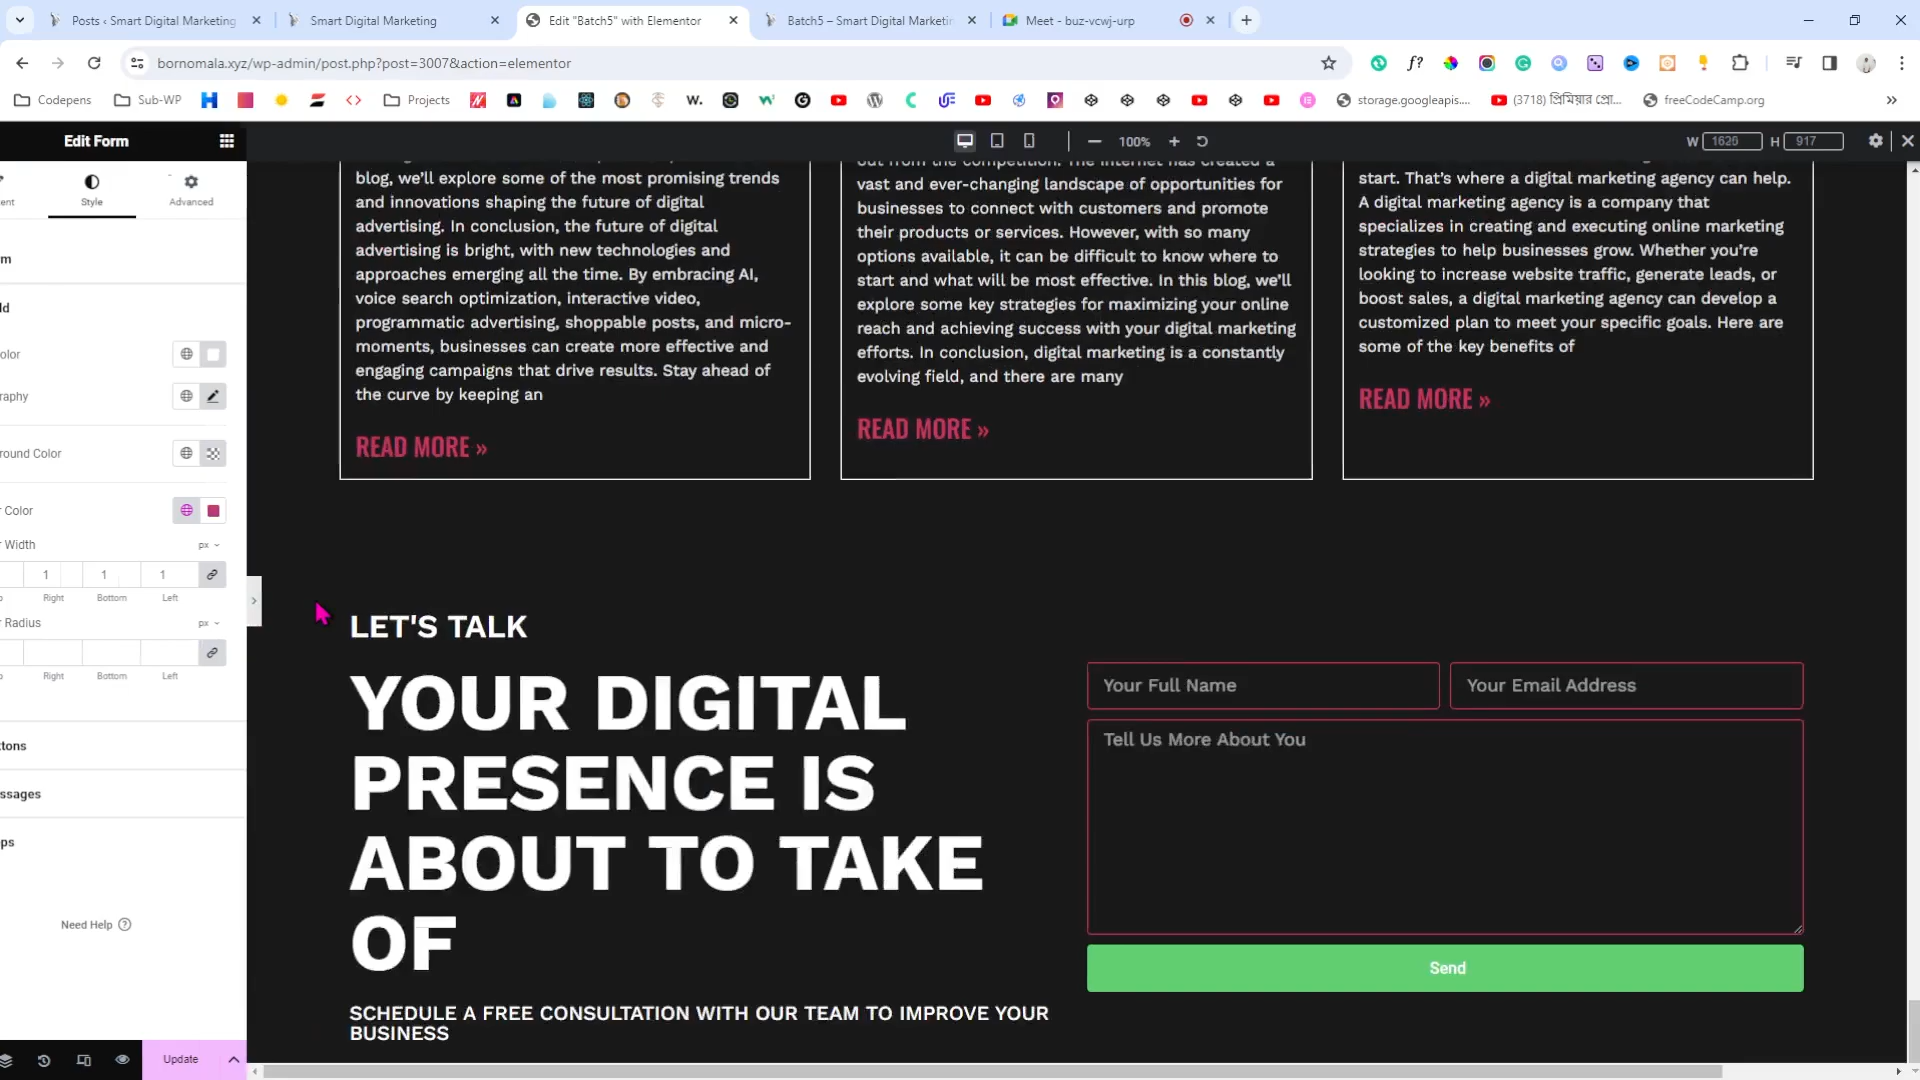 Posts ‹ Smart Digital Marketing
Smart Digital Marketing
Edit "Batch5" with Elementor
Batch5 – Smart Digital Marketin
Meet - buz-vcwj-urp
bornomala.xyz/wp-admin/post.php?post=3007&action=elementor
Codepens
Sub-WP
Projects
storage.googleapis....
(3718) প্রিমিয়ার প্রো...
freeCodeCamp.org
Edit Form
100%
W 1626 H 917
ent
Style
Advanced
m
ld
olor
raphy
round Color
r Color
r Width
px
1
1
1
Right
Bottom
Left
r Radius
px
Right
Bottom
Left
tons
ssages
ps
Need Help
Update
blog, we'll explore some of the most promising trends
and innovations shaping the future of digital
advertising. In conclusion, the future of digital
advertising is bright, with new technologies and
approaches emerging all the time. By embracing AI,
voice search optimization, interactive video,
programmatic advertising, shoppable posts, and micro-
moments, businesses can create more effective and
engaging campaigns that drive results. Stay ahead of
the curve by keeping an
READ MORE »
out from the competition. The internet has created a
vast and ever-changing landscape of opportunities for
businesses to connect with customers and promote
their products or services. However, with so many
options available, it can be difficult to know where to
start and what will be most effective. In this blog, we'll
explore some key strategies for maximizing your online
reach and achieving success with your digital marketing
efforts. In conclusion, digital marketing is a constantly
evolving field, and there are many
READ MORE »
start. That's where a digital marketing agency can help.
A digital marketing agency is a company that
specializes in creating and executing online marketing
strategies to help businesses grow. Whether you're
looking to increase website traffic, generate leads, or
boost sales, a digital marketing agency can develop a
customized plan to meet your specific goals. Here are
some of the key benefits of
READ MORE »
LET'S TALK
YOUR DIGITAL
PRESENCE IS
ABOUT TO TAKE
OF
SCHEDULE A FREE CONSULTATION WITH OUR TEAM TO IMPROVE YOUR
BUSINESS
Your Full Name
Your Email Address
Tell Us More About You
Send